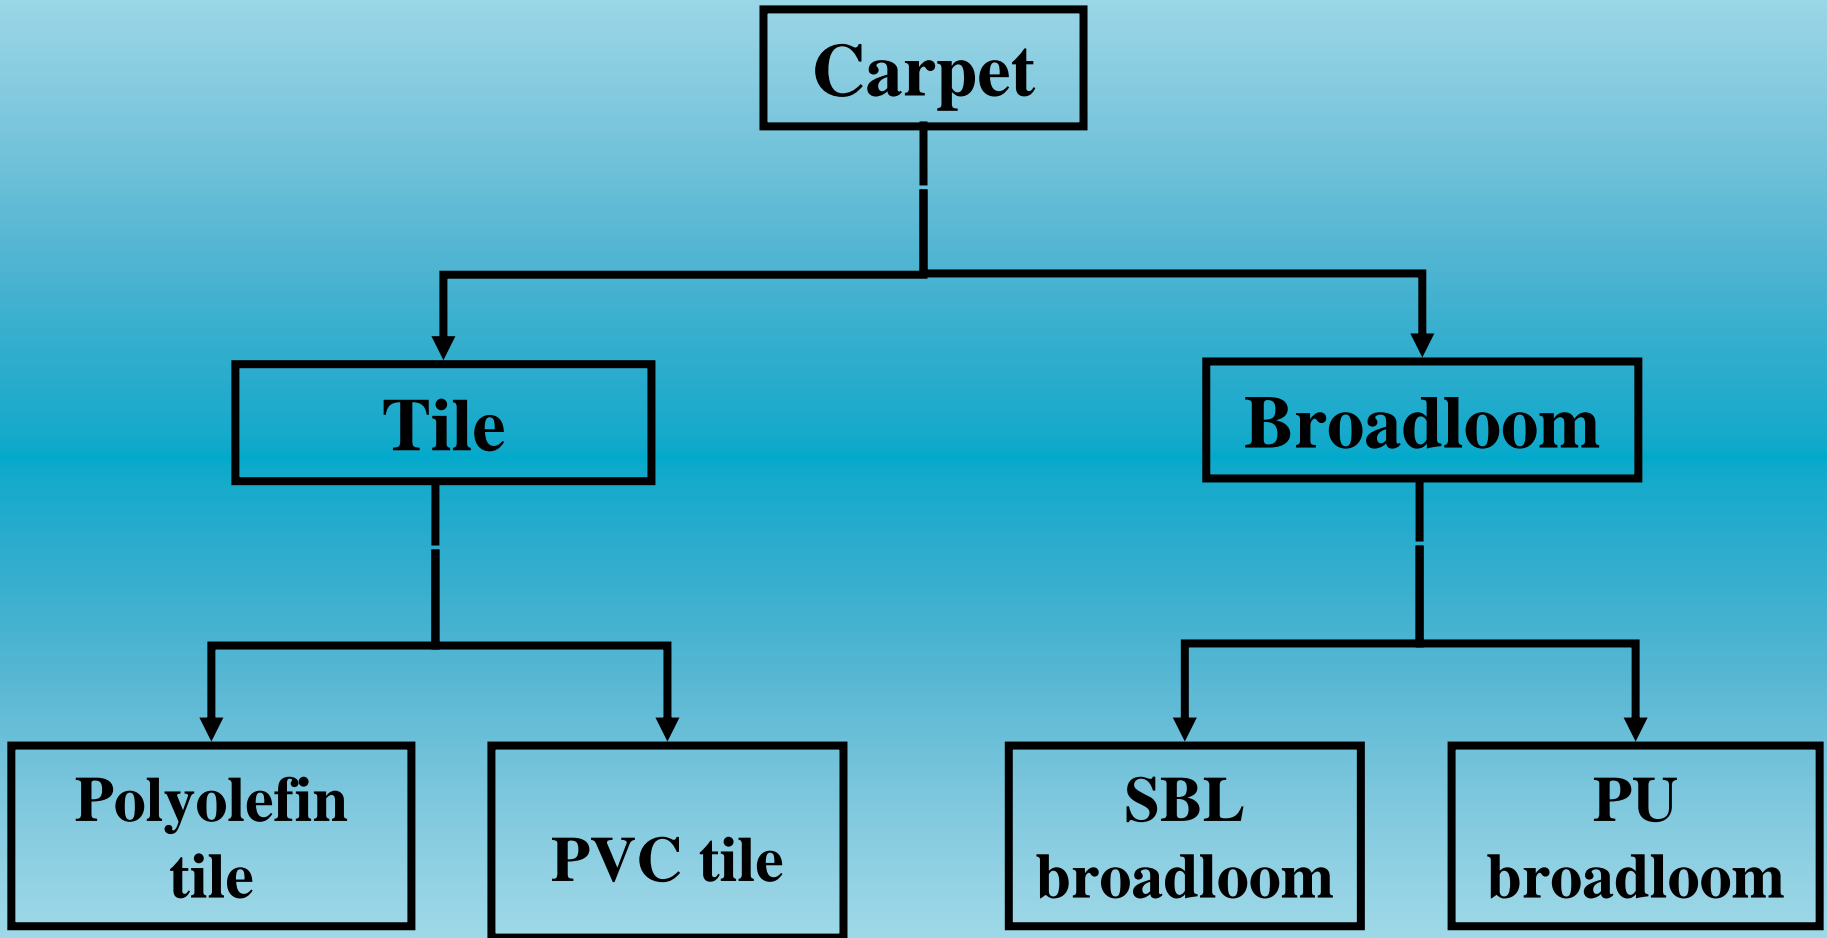 Carpet
Tile
Broadloom
Polyolefin
tile
PVC tile
SBL
broadloom
PU
broadloom